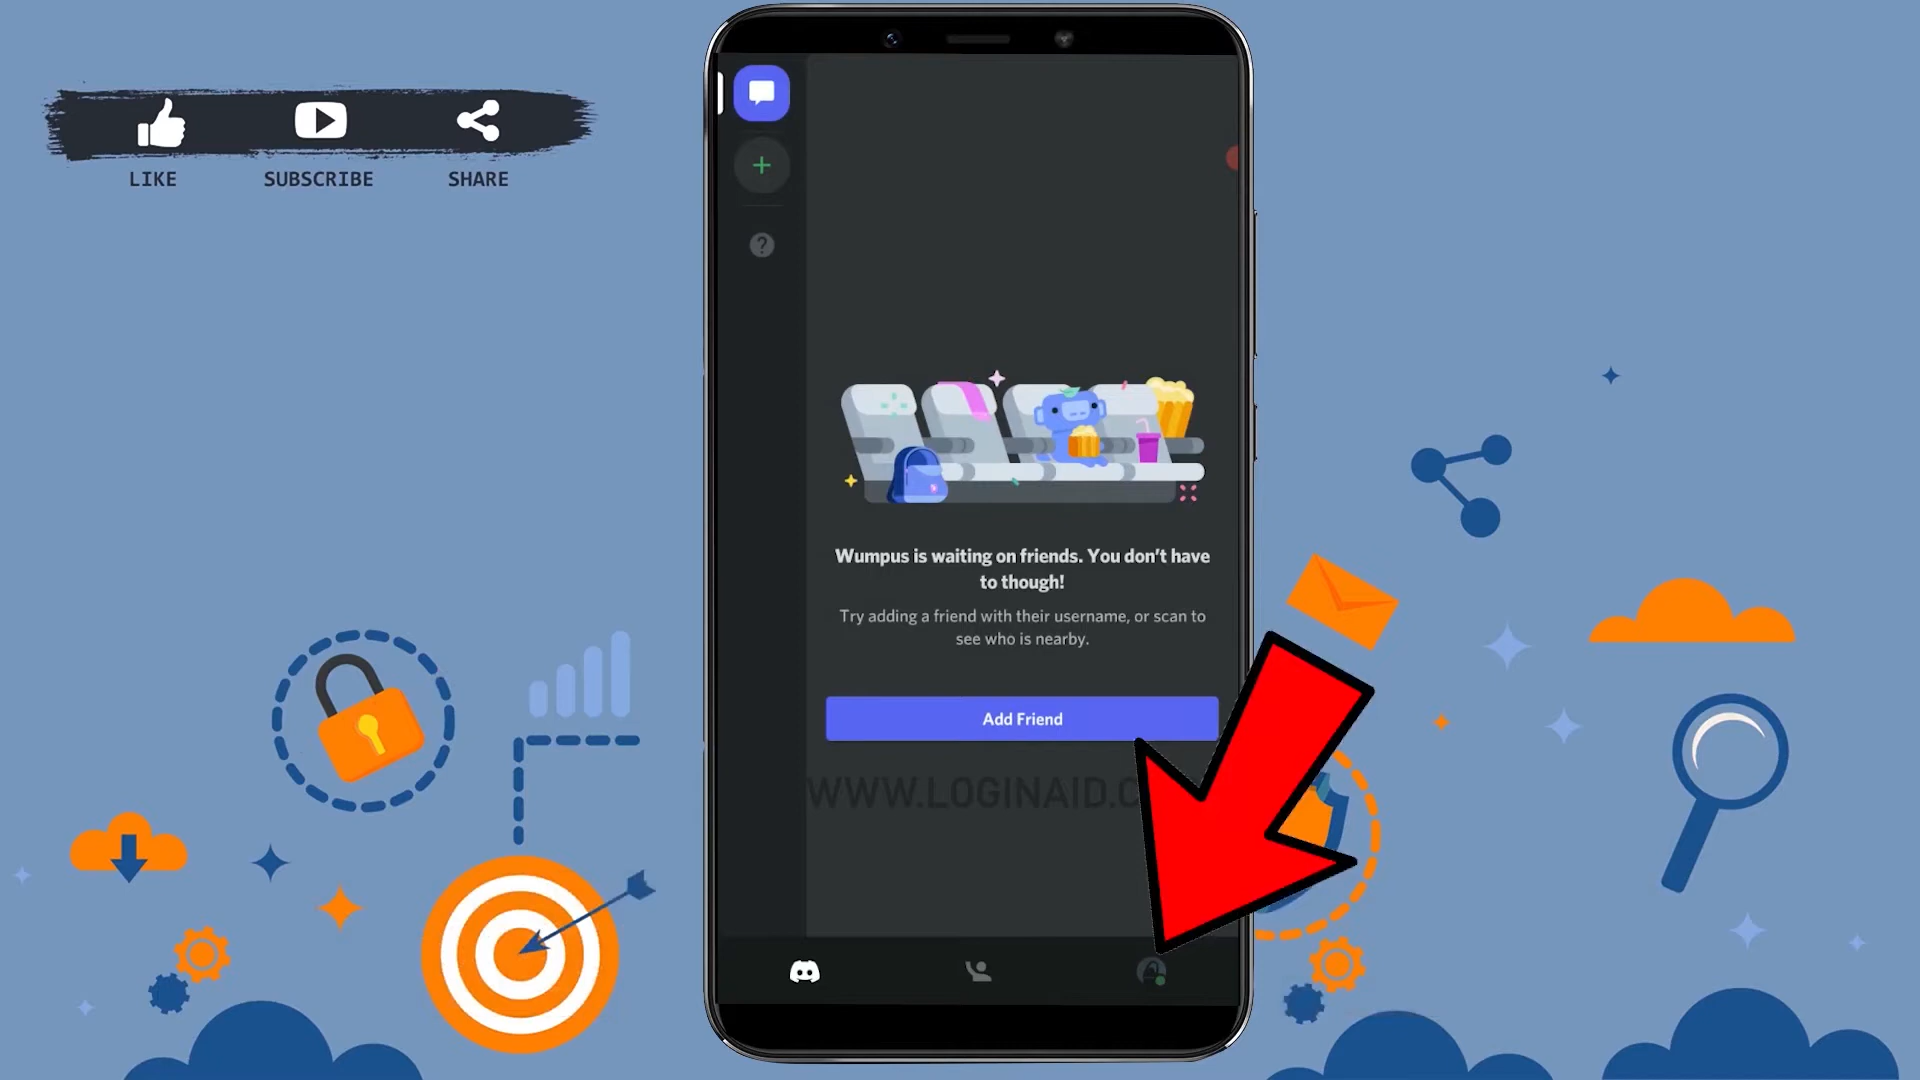 LIKE
SUBSCRIBE
SHARE
Wumpus is waiting on friends. You don't have
to though!
Try adding a friend with their username, or scan to
see who is nearby.
Add Friend
WWW.LOGINAID.C